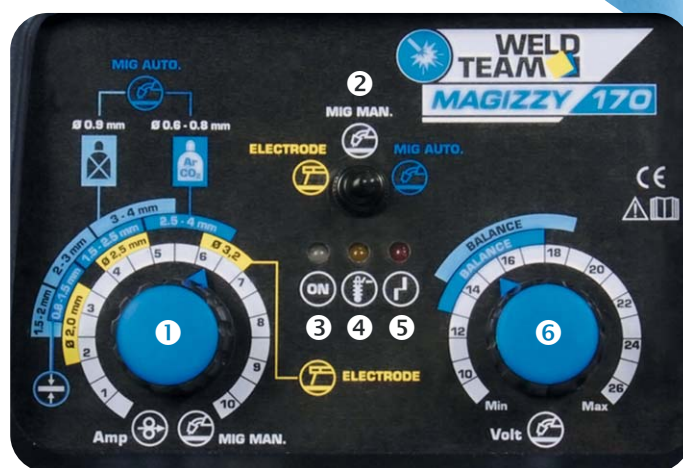 WELD
TEAM
MAGIZZY 170
MIG AUTO.
Ø 0.9 mm
Ø 0.6 - 0.8 mm
Ar
CO₂
2
MIG MAN.
ELECTRODE
MIG AUTO.
CE
1.5 - 2 mm
2 - 3 mm
3 - 4 mm
0.8 - 1.5 mm
1.5 - 2.5 mm
2.5 - 4 mm
Ø 2,0 mm
Ø 2,5 mm
Ø 3,2
1
2
3
4
5
6
7
8
9
10
1
ON
3
4
5
ELECTRODE
Amp
MIG MAN.
BALANCE
BALANCE
10
12
14
16
18
20
22
24
26
6
Min
Max
Volt